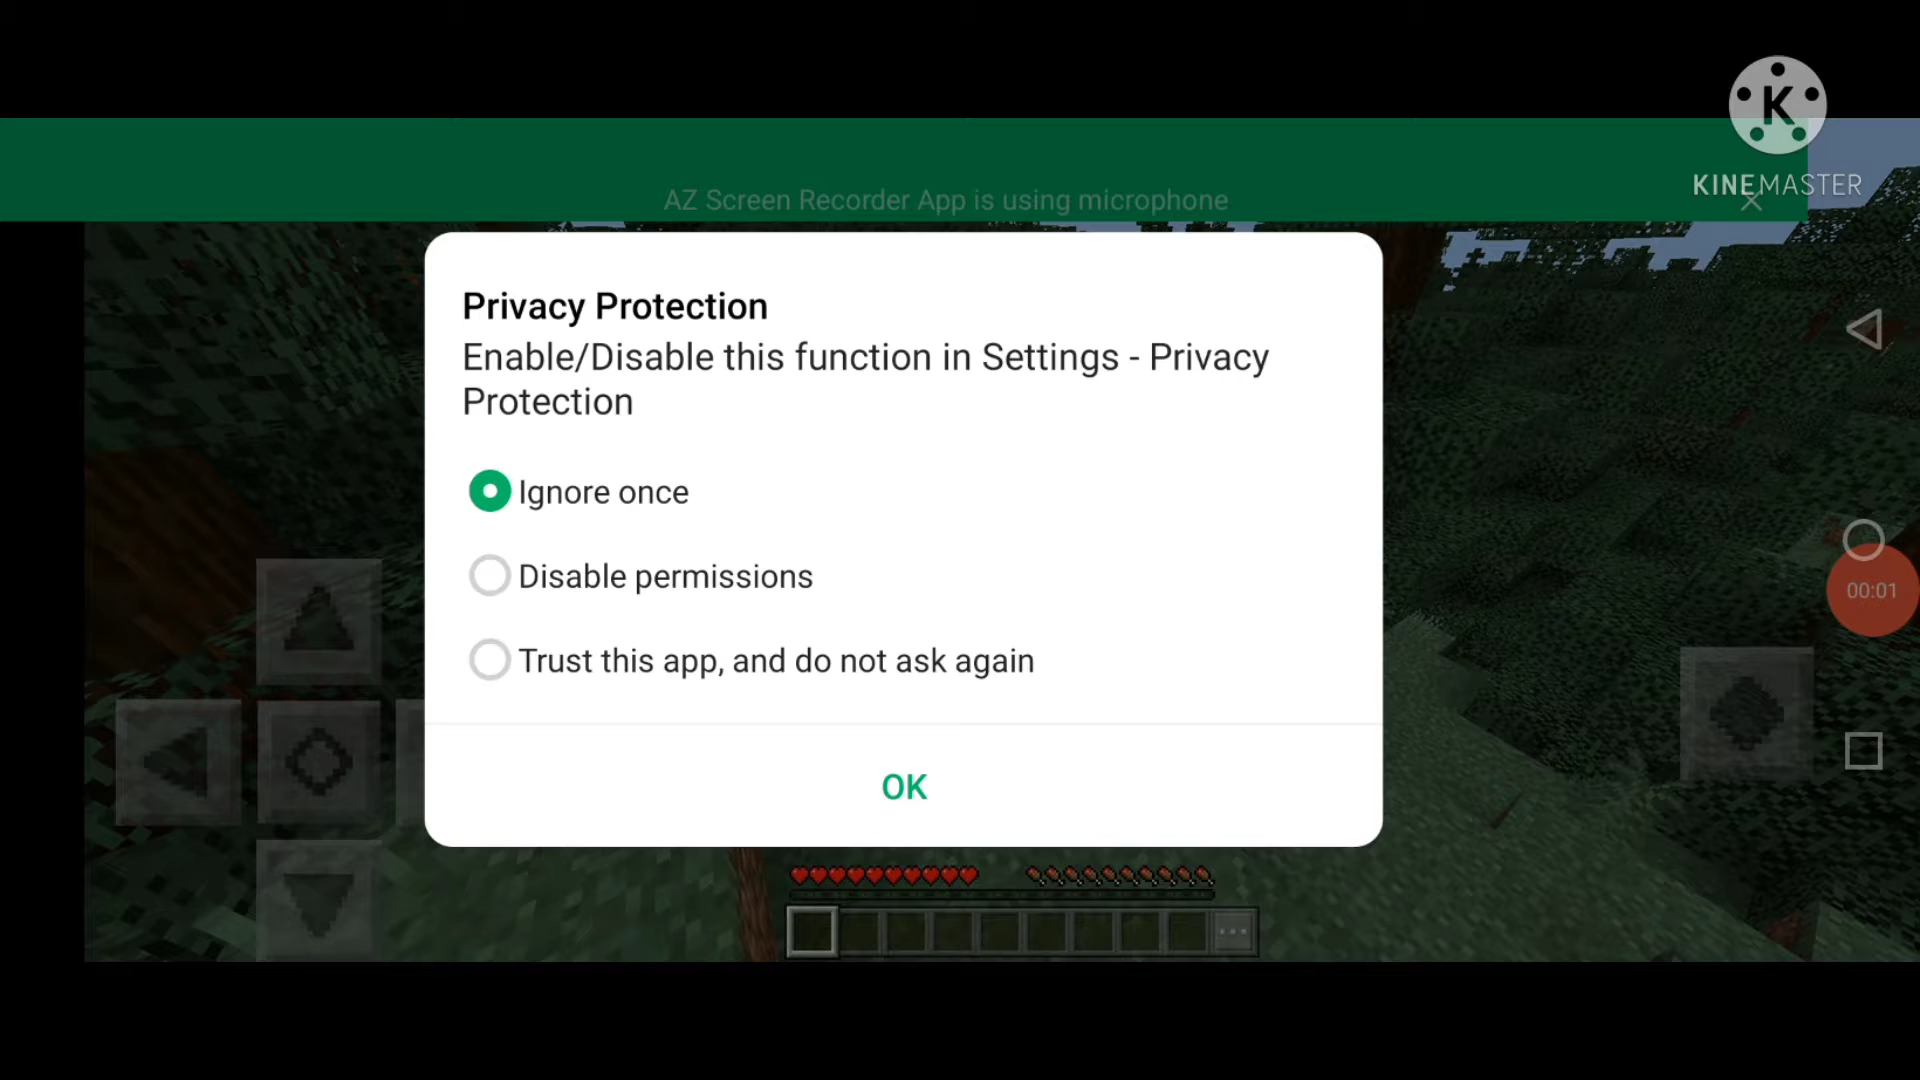 KINEMASTER
AZ Screen Recorder App is using microphone
Privacy Protection
Enable/Disable this function in Settings - Privacy
Protection
Ignore once
Disable permissions
00:01
Trust this app, and do not ask again
OK